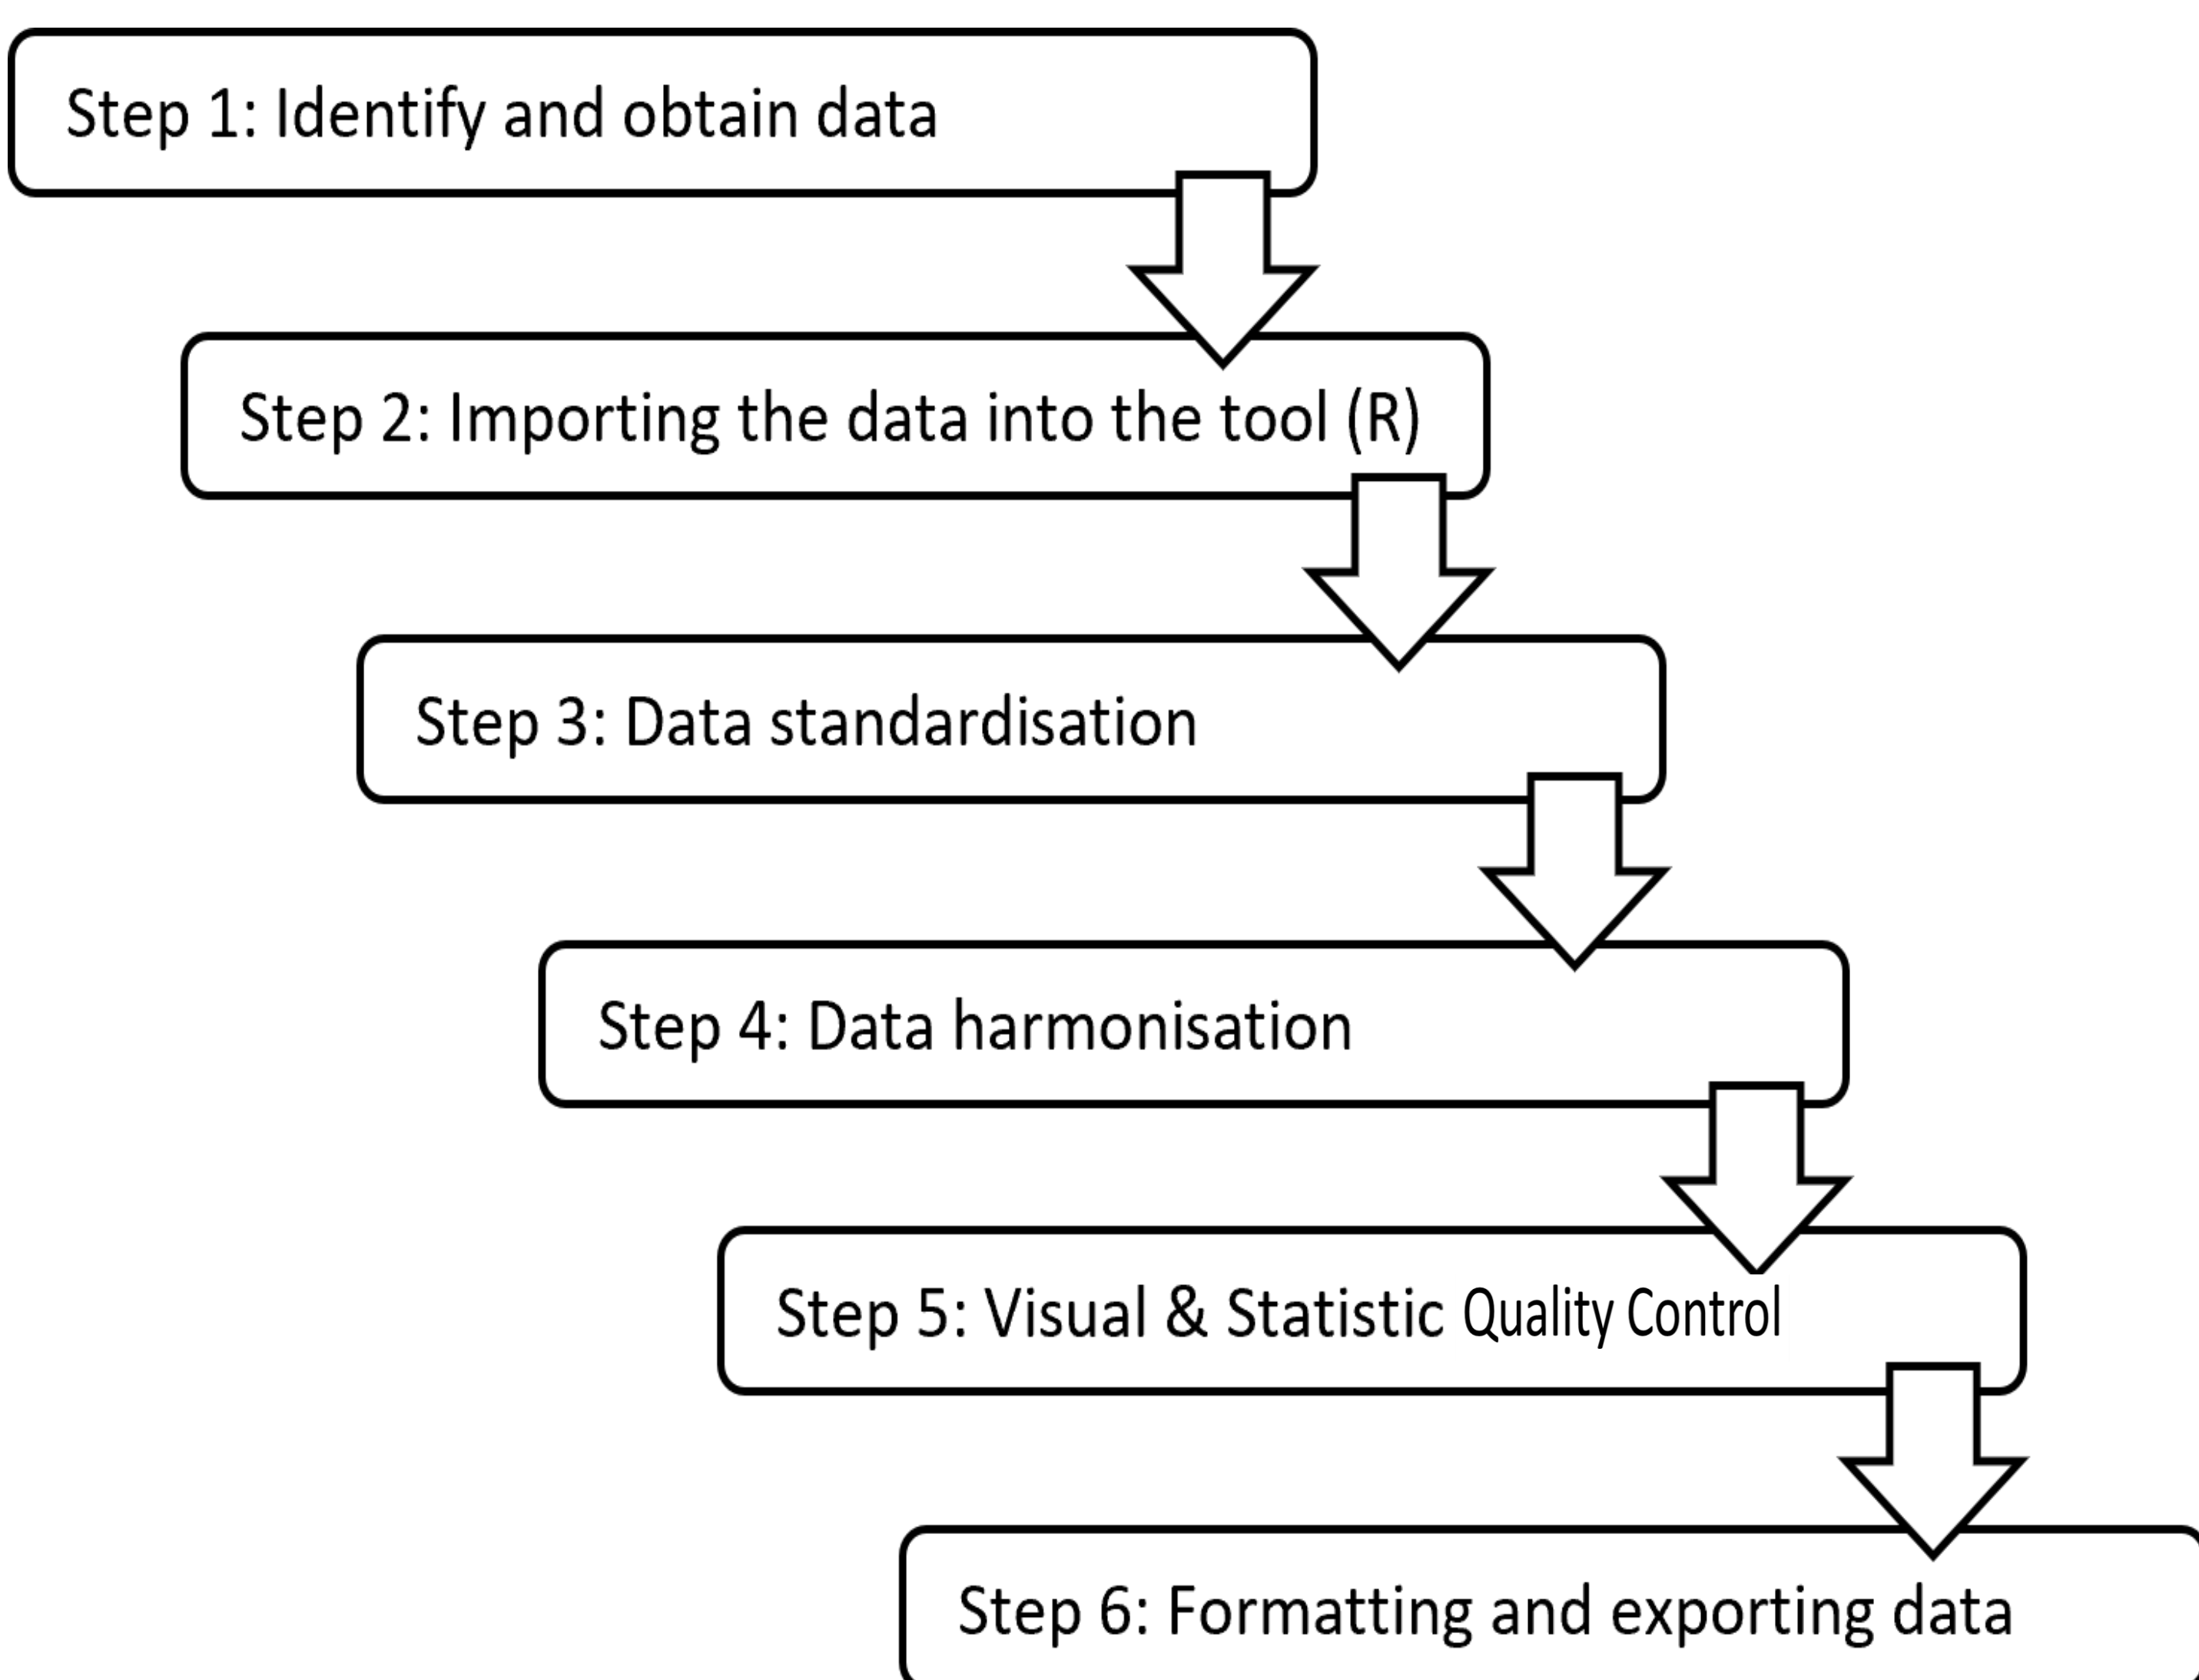 Step 1: Identify and obtain data
Step 2: Importing the data into the tool (R)
Step 3: Data standardisation
Step 4: Data harmonisation
Step 5: Visual & Statistic Quality Control
Step 6: Formatting and exporting data